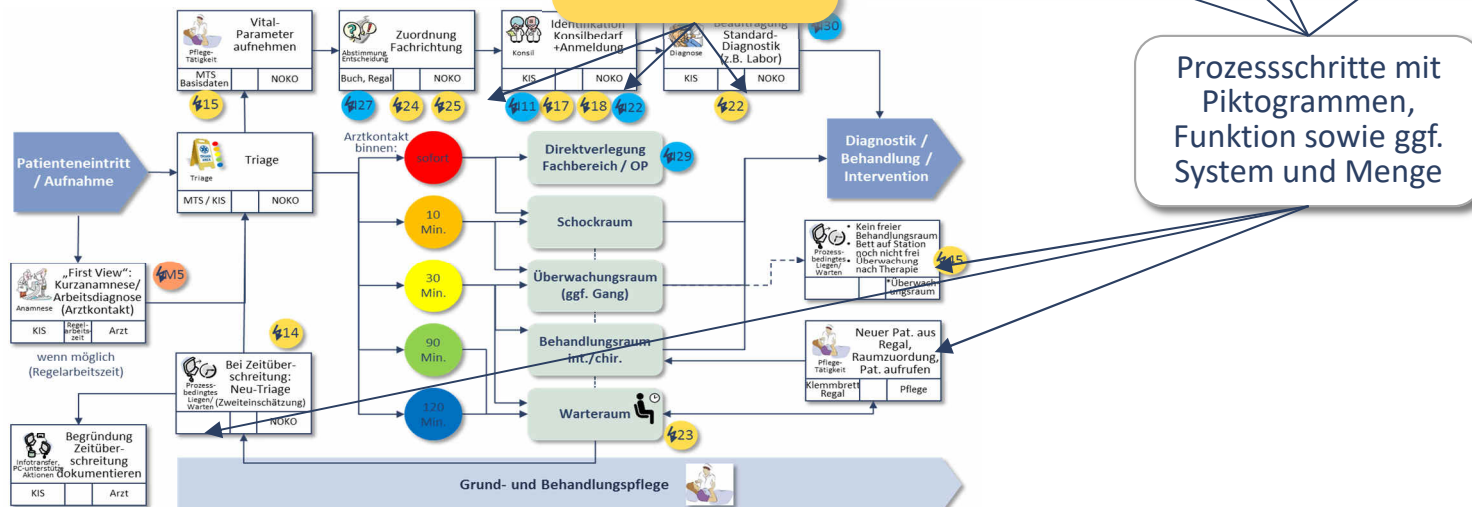 Vital-
Parameter
aufnehmen
Pflege-
Tätigkeit
MTS
Basisdaten
NOKO
15
Zuordnung
Fachrichtung
Abstimmung,
Entscheidung
Buch, Regal
NOKO
27
24
25
Identifikation
Konsilbedarf
+Anmeldung
Konsil
KIS
NOKO
11
17
18
22
Beauftragung
Standard-
Diagnostik
(z.B. Labor)
Diagnose
KIS
NOKO
30
22
Prozessschritte mit
Piktogrammen,
Funktion sowie ggf.
System und Menge
Patienteneintritt
/ Aufnahme
Triage
Triage
MTS / KIS
NOKO
Arztkontakt
binnen:
sofort
Direktverlegung
Fachbereich / OP
29
Diagnostik /
Behandlung /
Intervention
10
Min.
Schockraum
„First View":
Kurzanamnese/
Arbeitsdiagnose
(Arztkontakt)
Anamnese
KIS
Regel-
arbeits-
zeit
Arzt
M5
wenn möglich
(Regelarbeitszeit)
30
Min.
Überwachungsraum
(ggf. Gang)
• Kein freier
Behandlungsraum
• Bett auf Station
noch nicht frei
• Überwachung
nach Therapie
Prozess-
bedingtes
Liegen/
Warten
*Überwach
ungsraum
15
14
Bei Zeitüber-
schreitung:
Neu-Triage
(Zweiteinschätzung)
Prozess-
bedingtes
Liegen/
Warten
NOKO
90
Min.
Behandlungsraum
int./chir.
Neuer Pat. aus
Regal,
Raumzuordung,
Pat. aufrufen
Pflege-
Tätigkeit
Klemmbrett
Regal
Pflege
120
Min.
Warteraum
23
Begründung
Zeitüber-
schreitung
dokumentieren
Infotransfer,
PC-unterstütze
Aktionen
KIS
Arzt
Grund- und Behandlungspflege